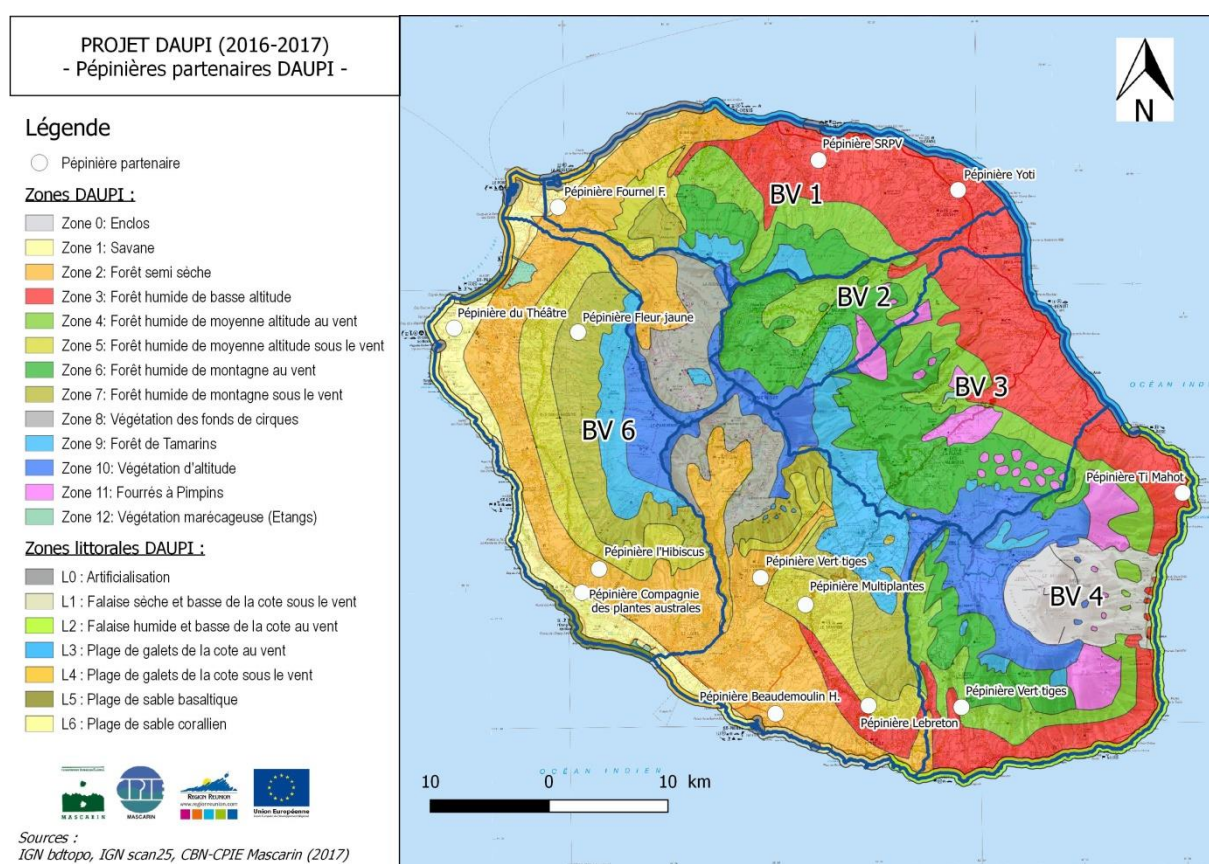 PROJET DAUPI (2016-2017)
- Pépinières partenaires DAUPI -
Légende
Pépinière partenaire
Zones DAUPI :
Zone 0: Enclos
Zone 1: Savane
Zone 2: Forêt semi sèche
Zone 3: Forêt humide de basse altitude
Zone 4: Forêt humide de moyenne altitude au vent
Zone 5: Forêt humide de moyenne altitude sous le vent
Zone 6: Forêt humide de montagne au vent
Zone 7: Forêt humide de montagne sous le vent
Zone 8: Végétation des fonds de cirques
Zone 9: Forêt de Tamarins
Zone 10: Végétation d'altitude
Zone 11: Fourrés à Pimpins
Zone 12: Végétation marécageuse (Etangs)
Zones littorales DAUPI :
L0 : Artificialisation
L1 : Falaise sèche et basse de la cote sous le vent
L2 : Falaise humide et basse de la cote au vent
L3 : Plage de galets de la cote au vent
L4 : Plage de galets de la cote sous le vent
L5 : Plage de sable basaltique
L6 : Plage de sable corallien
MASCARIN
CPIE
MASCARIN
REGION REUNION
www.regionreunion.com
Union Européenne
Sources :
IGN bdtopo, IGN scan25, CBN-CPIE Mascarin (2017)
N
Pépinière SRPV
Pépinière Yoti
Pépinière Fournel F.
BV 1
BV 2
Pépinière du Théâtre
Pépinière Fleur jaune
BV 3
BV 6
Pépinière Ti Mahot
Pépinière l'Hibiscus
Pépinière Vert-tiges
Pépinière Multiplantes
Pépinière Compagnie
des plantes australes
BV 4
Pépinière Beaudemoulin H.
Pépinière Lebreton
Pépinière Vert-tiges
OCÉAN INDIEN
OCÉAN INDI
10 0 10 km